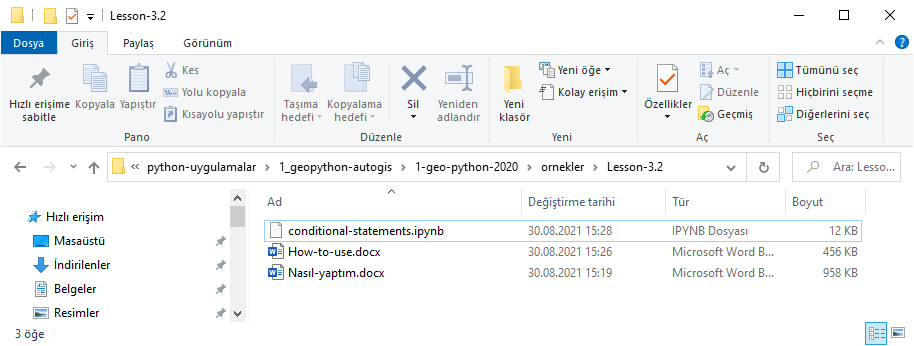 Lesson-3.2
Dosya Giriş Paylaş Görünüm
Hızlı erişime sabitle
Kopyala
Yapıştır
Kes
Yolu kopyala
Kısayolu yapıştır
Pano
Taşıma hedefi
Kopyalama hedefi
Sil
Yeniden adlandır
Düzenle
Yeni klasör
Yeni öğe
Kolay erişim
Yeni
Özellikler
Aç
Düzenle
Geçmiş
Aç
Tümünü seç
Hiçbirini seçme
Diğerlerini seç
Seç
« python-uygulamalar > 1_geopython-autogis > 1-geo-python-2020 > ornekler > Lesson-3.2
Ara: Lesso...
Hızlı erişim
Masaüstü
İndirilenler
Belgeler
Resimler
Ad Değiştirme tarihi Tür Boyut
conditional-statements.ipynb 30.08.2021 15:28 IPYNB Dosyası 12 KB
How-to-use.docx 30.08.2021 15:26 Microsoft Word B... 456 KB
Nasıl-yaptım.docx 30.08.2021 15:19 Microsoft Word B... 958 KB
3 öğe